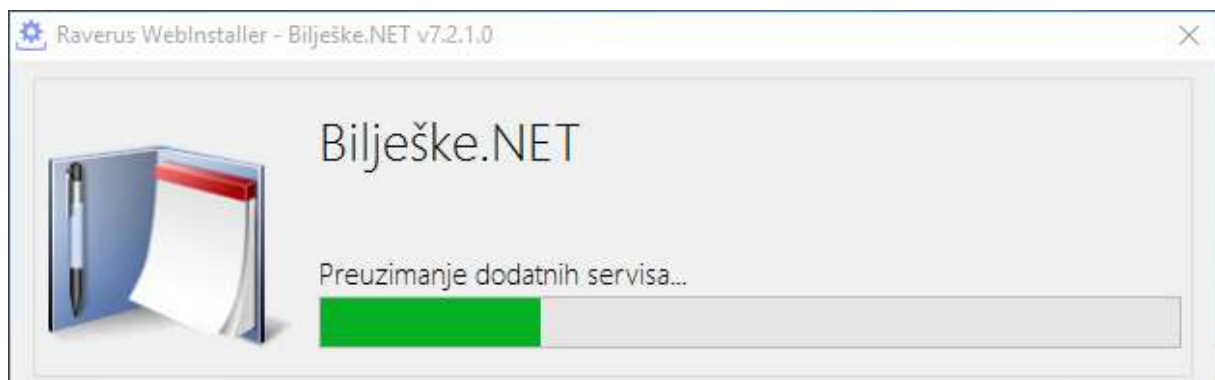 Raverus WebInstaller - Bilješke.NET v7.2.1.0
Bilješke.NET
Preuzimanje dodatnih servisa...